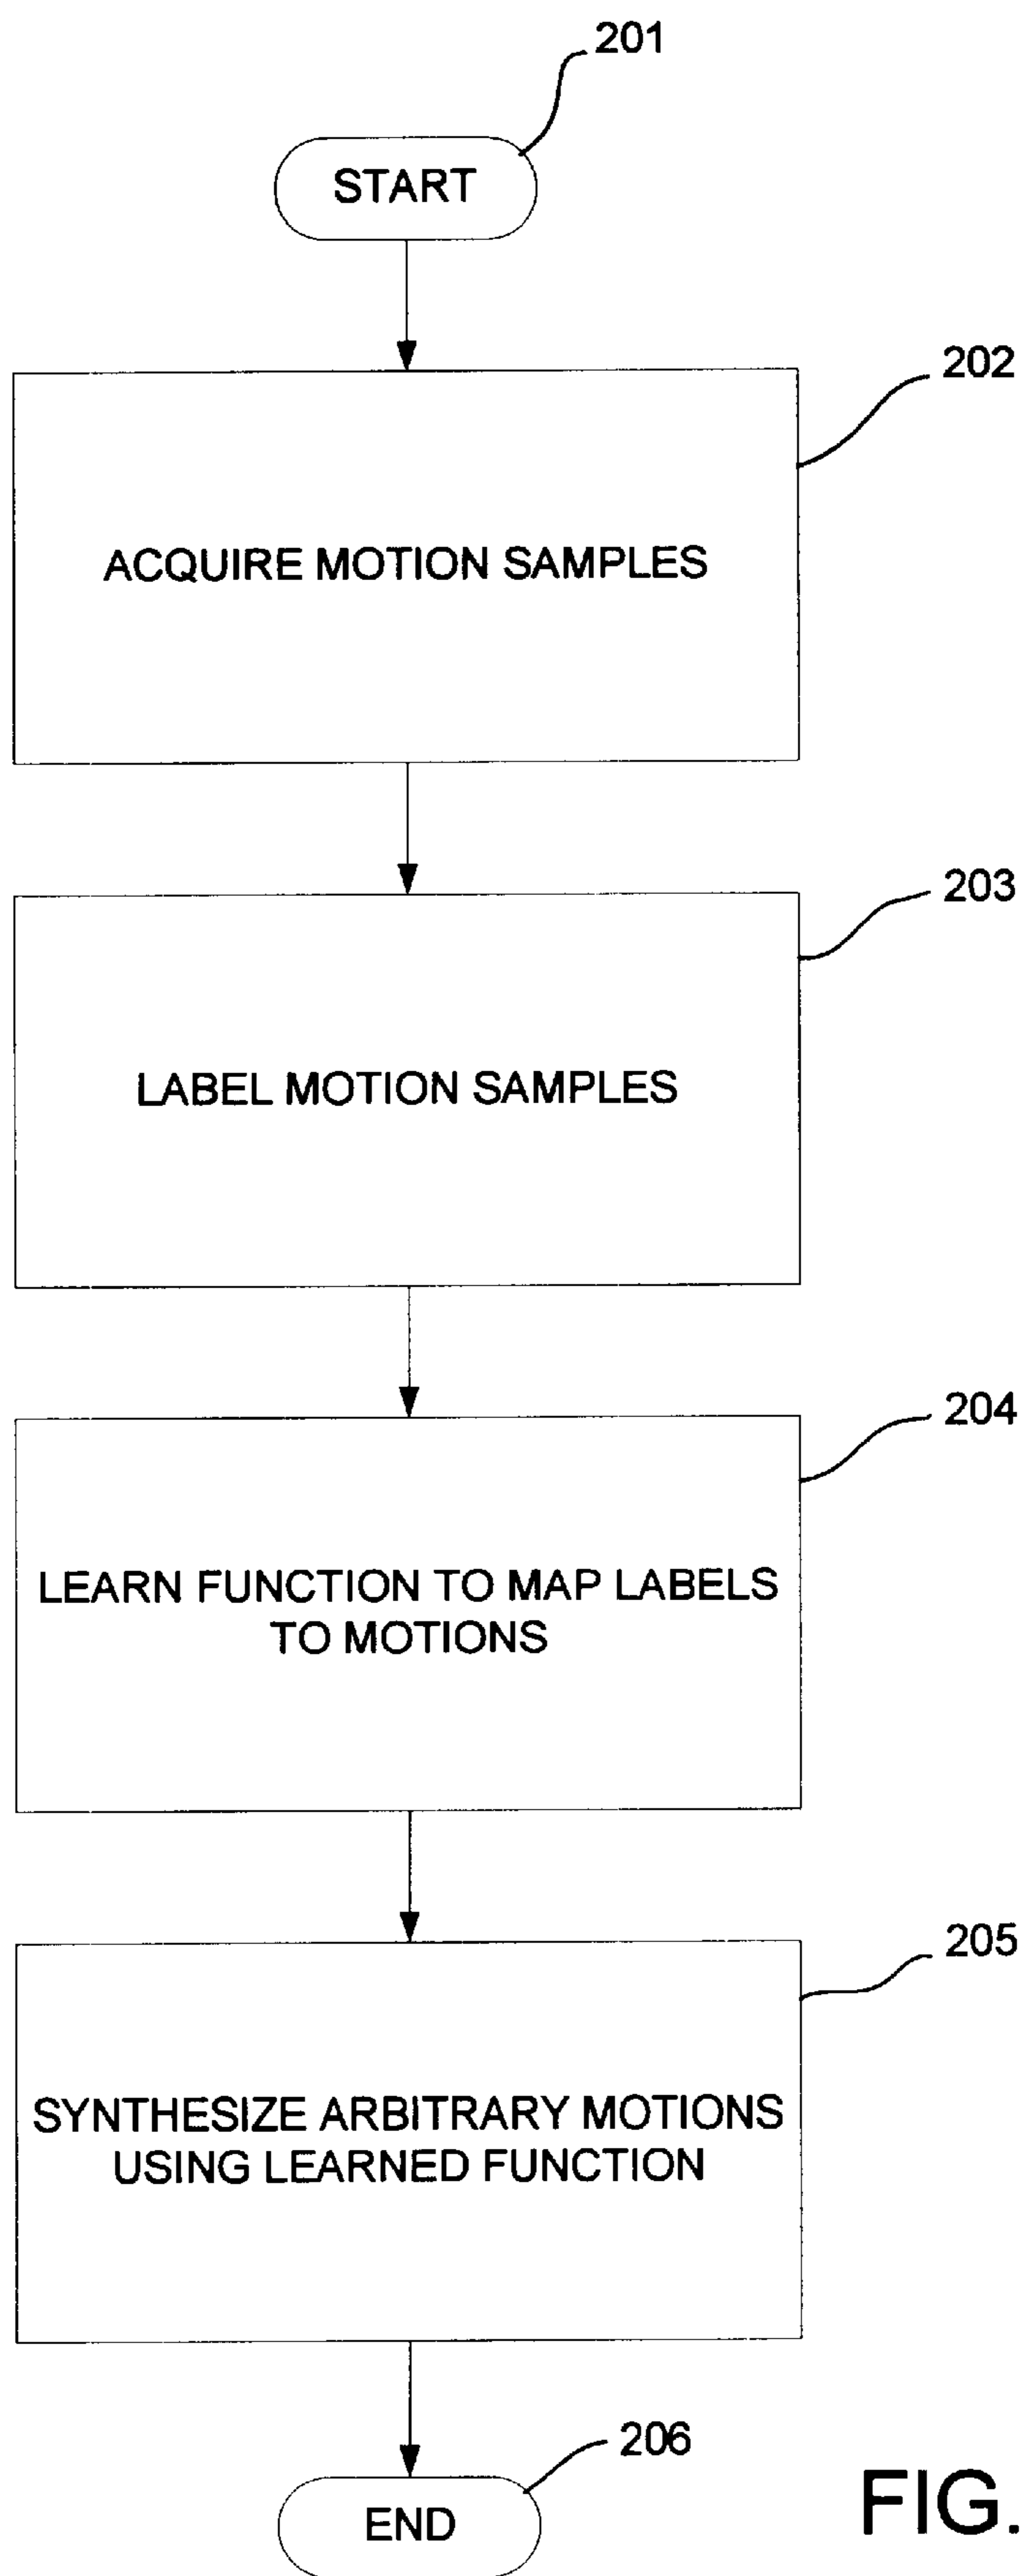 201
START
202
ACQUIRE MOTION SAMPLES
203
LABEL MOTION SAMPLES
204
LEARN FUNCTION TO MAP LABELS
TO MOTIONS
205
SYNTHESIZE ARBITRARY MOTIONS
USING LEARNED FUNCTION
206
END
FIG.